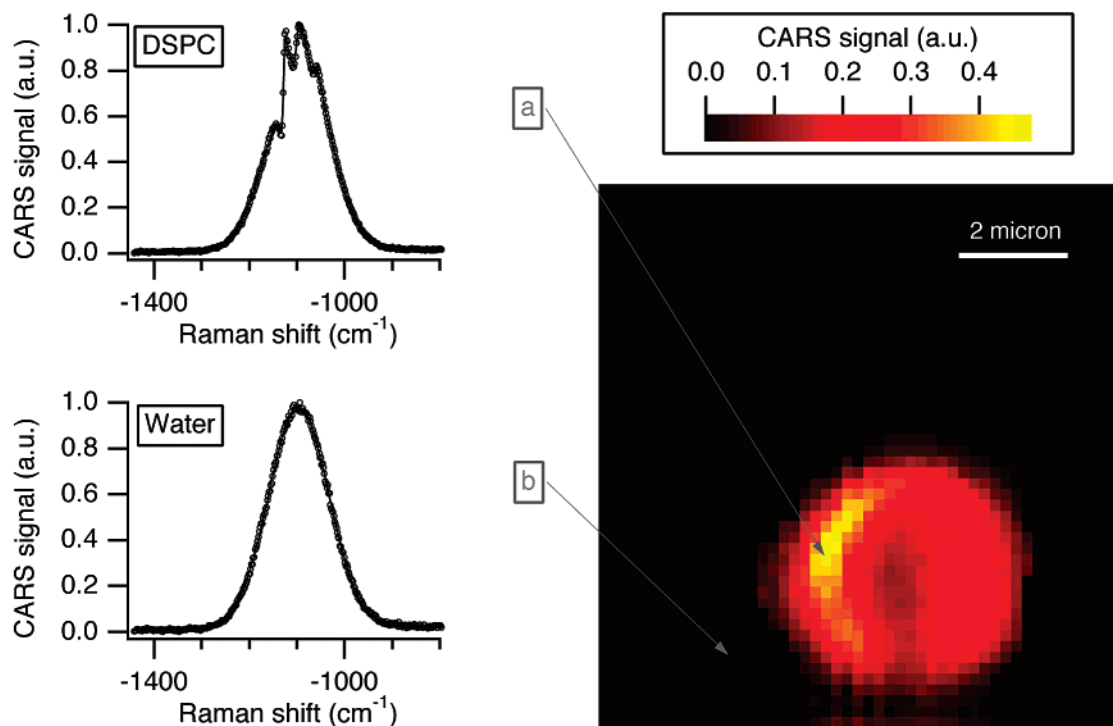 DSPC
1.0
0.8
0.6
0.4
0.2
0.0
CARS signal (a.u.)
-1400
-1000
Raman shift (cm-1)
Water
1.0
0.8
0.6
0.4
0.2
0.0
CARS signal (a.u.)
-1400
-1000
Raman shift (cm-1)
a
b
CARS signal (a.u.)
0.0 0.1 0.2 0.3 0.4
2 micron